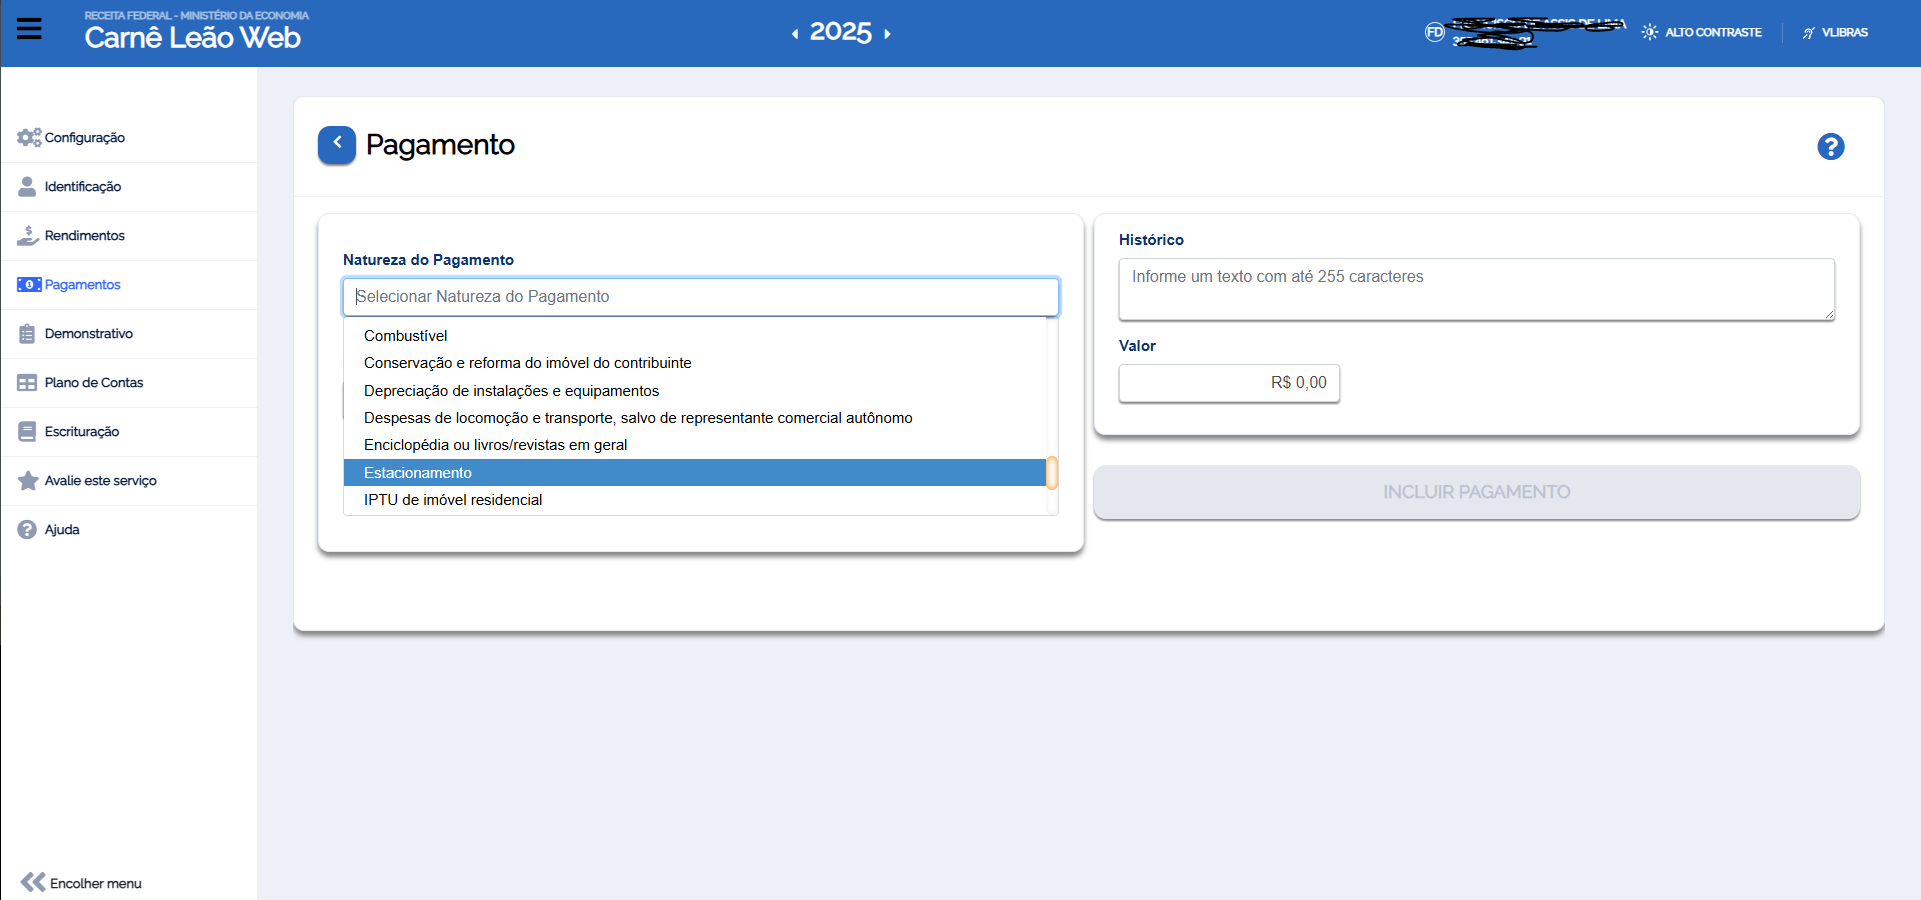 RECEITA FEDERAL - MINISTÉRIO DA ECONOMIA
Carnê Leão Web
2025
FD
ALTO CONTRASTE
VLIBRAS
Configuração
Identificação
Rendimentos
Pagamentos
Demonstrativo
Plano de Contas
Escrituração
Avalie este serviço
Ajuda
Encolher menu
Pagamento
Natureza do Pagamento
Selecionar Natureza do Pagamento
Combustível
Conservação e reforma do imóvel do contribuinte
Depreciação de instalações e equipamentos
Despesas de locomoção e transporte, salvo de representante comercial autônomo
Enciclopédia ou livros/revistas em geral
Estacionamento
IPTU de imóvel residencial
Histórico
Informe um texto com até 255 caracteres
Valor
R$ 0,00
INCLUIR PAGAMENTO